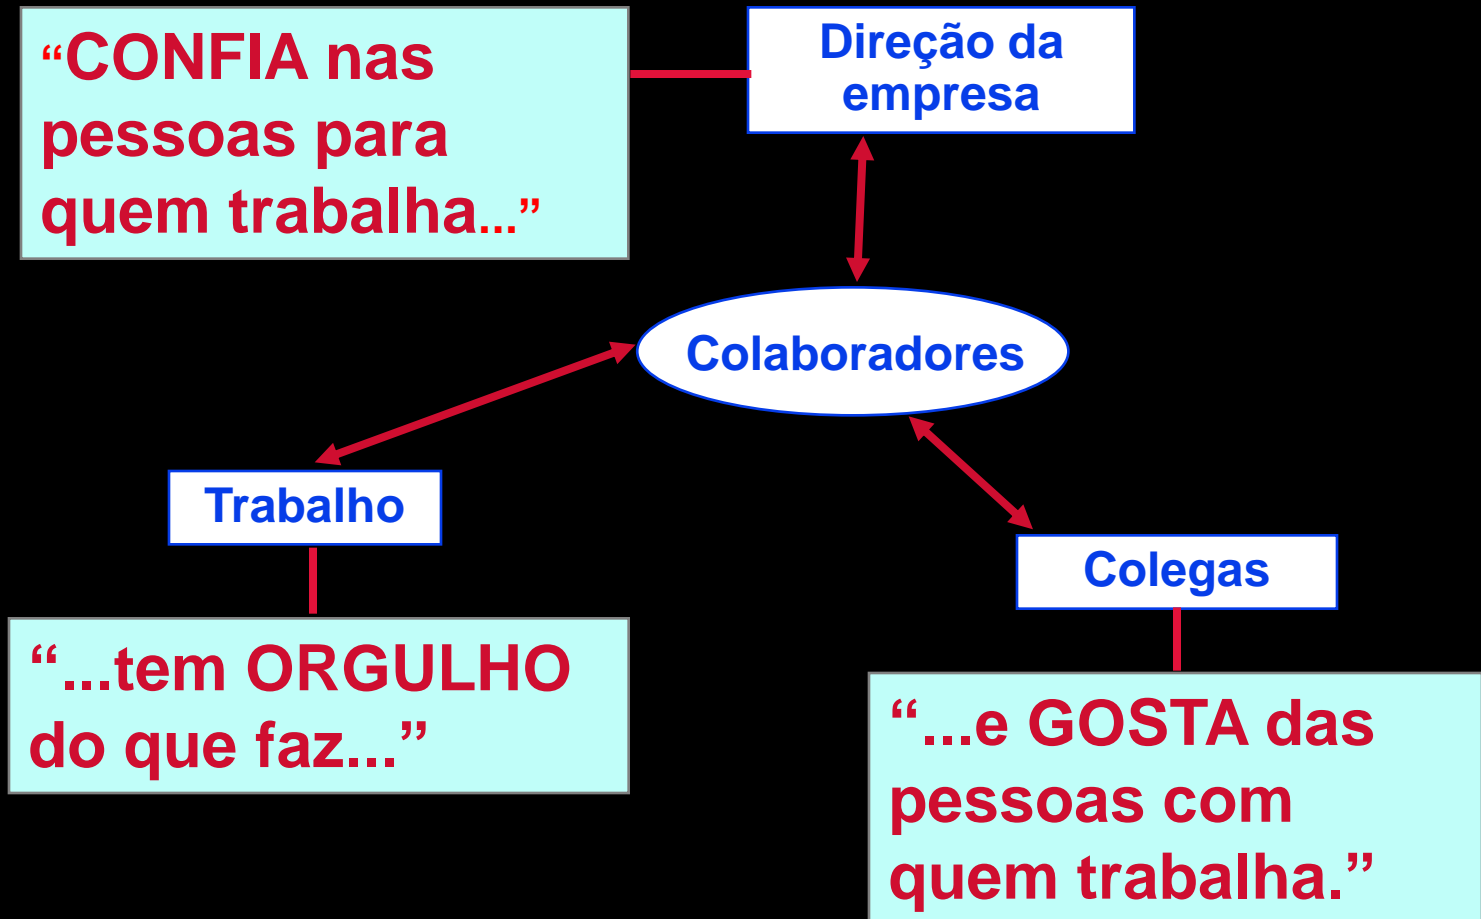 “CONFIA nas
pessoas para
quem trabalha...”
Direção da
empresa
Colaboradores
Trabalho
“...tem ORGULHO
do que faz...”
Colegas
“...e GOSTA das
pessoas com
quem trabalha.”